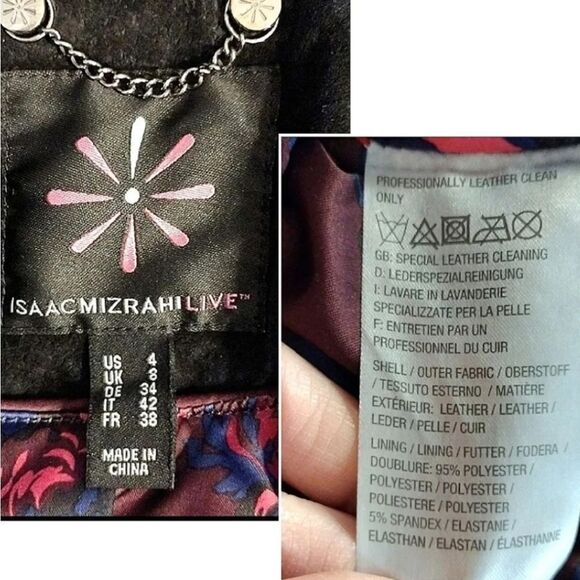 ISAACMIZRAHILIVE™
US 4
UK 8
DE 34
IT 42
FR 38
MADE IN
CHINA
PROFESSIONALLY LEATHER CLEAN
ONLY
GB: SPECIAL LEATHER CLEANING
D: LEDERSPEZIALREINIGUNG
I: LAVARE IN LAVANDERIE
SPECIALIZZATE PER LA PELLE
F: ENTRETIEN PAR UN
PROFESSIONNEL DU CUIR
SHELL / OUTER FABRIC / OBERSTOFF
/ TESSUTO ESTERNO / MATIÈRE
EXTÉRIEUR: LEATHER / LEATHER /
LEDER / PELLE / CUIR
LINING / LINING / FUTTER / FODERA /
DOUBLURE: 95% POLYESTER /
POLYESTER / POLYESTER /
POLIESTERE / POLYESTER
5% SPANDEX / ELASTANE /
ELASTHAN / ELASTAN / ÉLASTHANNE